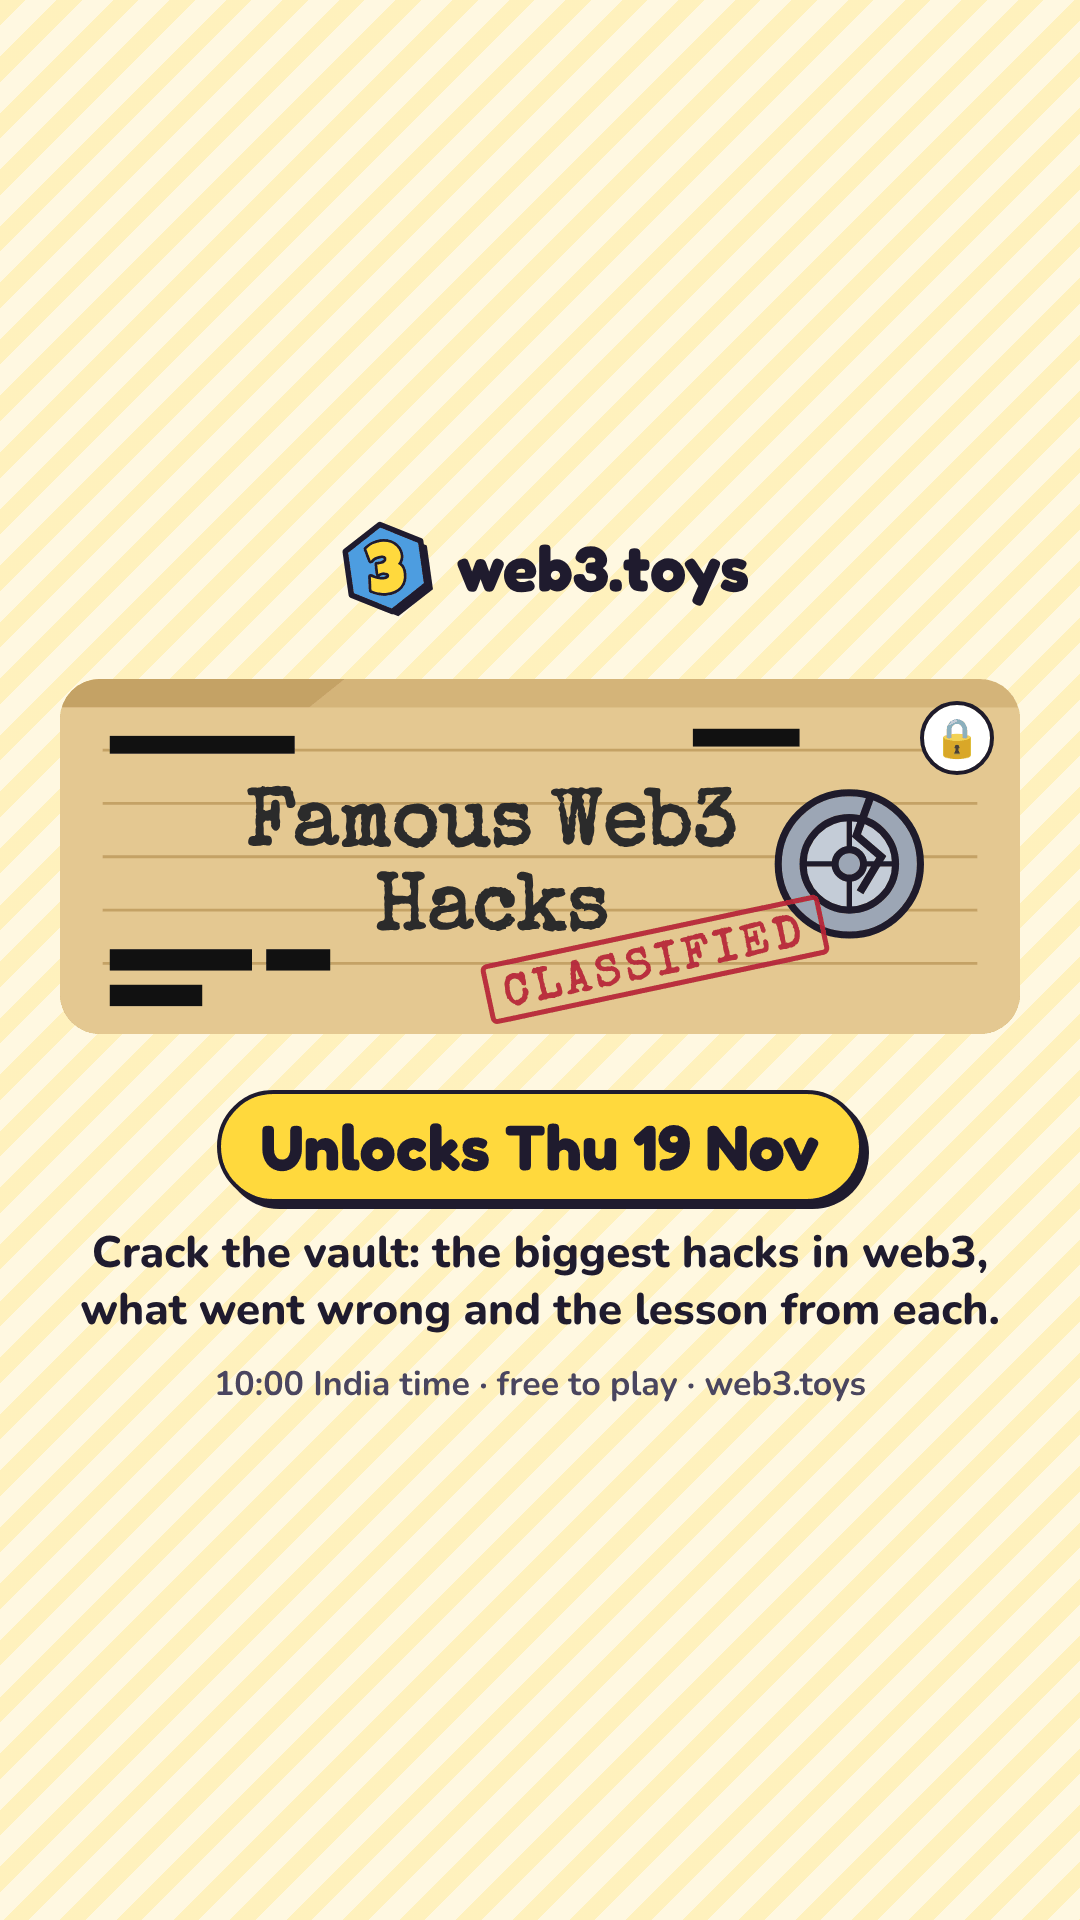 3 web3.toys
Famous Web3
Hacks
CLASSIFIED
Unlocks Thu 19 Nov
Crack the vault: the biggest hacks in web3,
what went wrong and the lesson from each.
10:00 India time · free to play · web3.toys